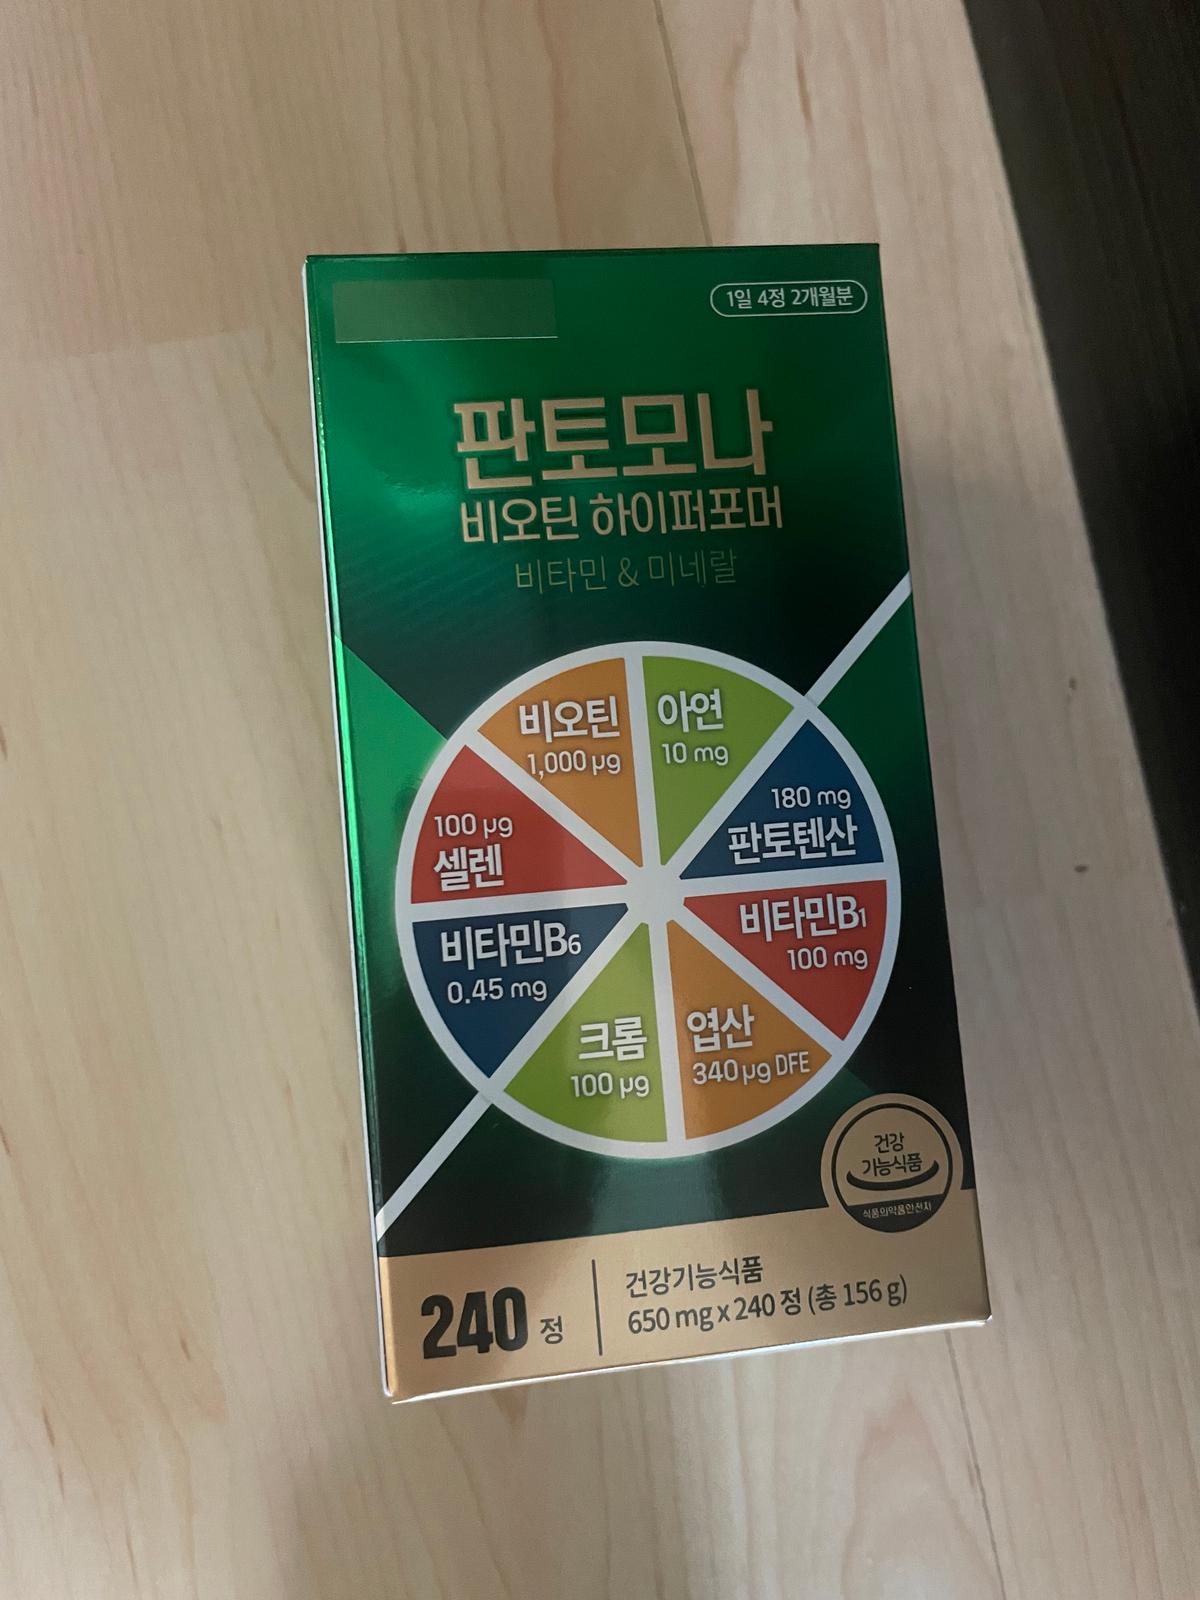 1일 4정 2개월분
판토모나
비오틴 하이퍼포머
비타민 & 미네랄
비오틴
1,000 µg
아연
10 mg
180 mg
판토텐산
비타민B1
100 mg
엽산
340 µg DFE
크롬
100 µg
비타민B6
0.45 mg
100 µg
셀렌
건강
기능식품
식품의약품안전처
240 정
건강기능식품
650 mg x 240 정 (총 156 g)